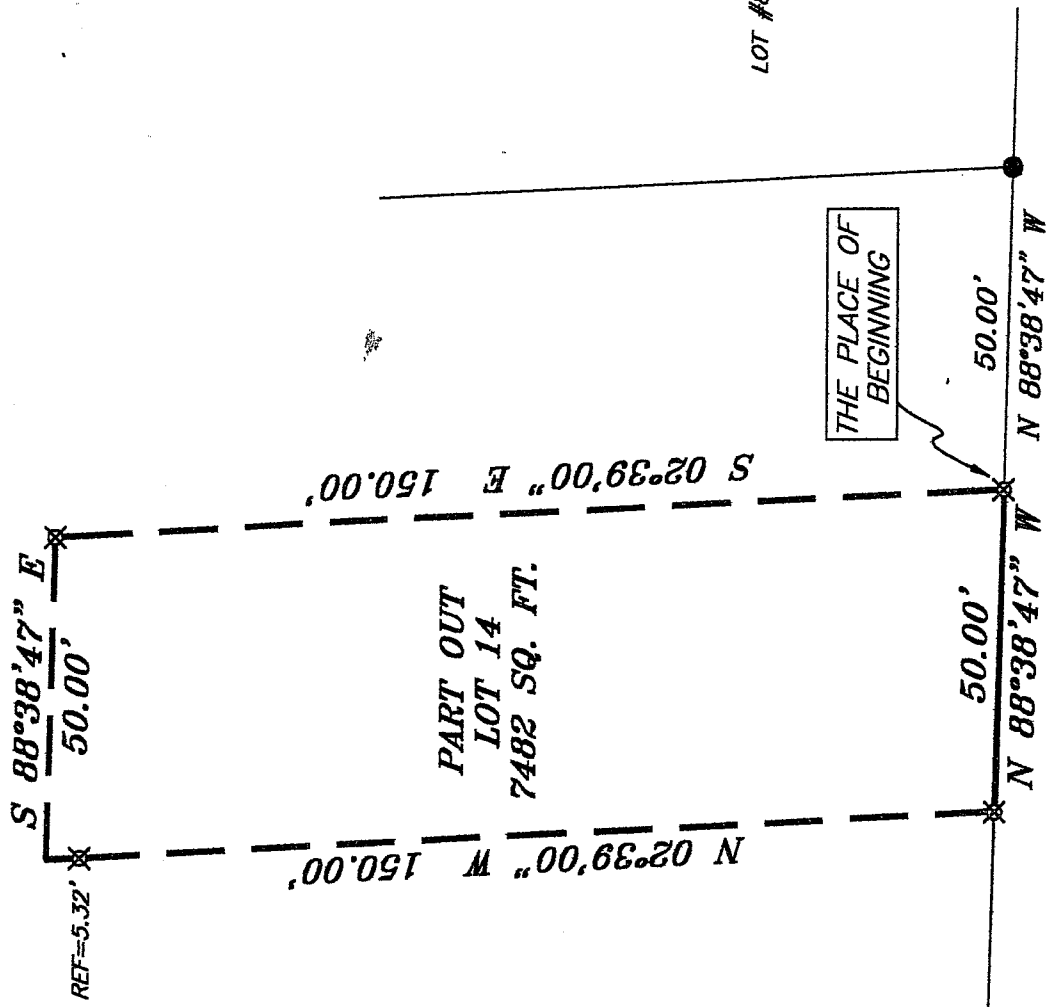 LOT #
S 88°38'47" E
50.00'
REF=5.32'
S 02°39'00" E 150.00'
THE PLACE OF
BEGINNING
50.00'
N 88°38'47" W
PART OUT
LOT 14
7482 SQ. FT.
N 02°39'00" W 150.00'
50.00'
N 88°38'47" W